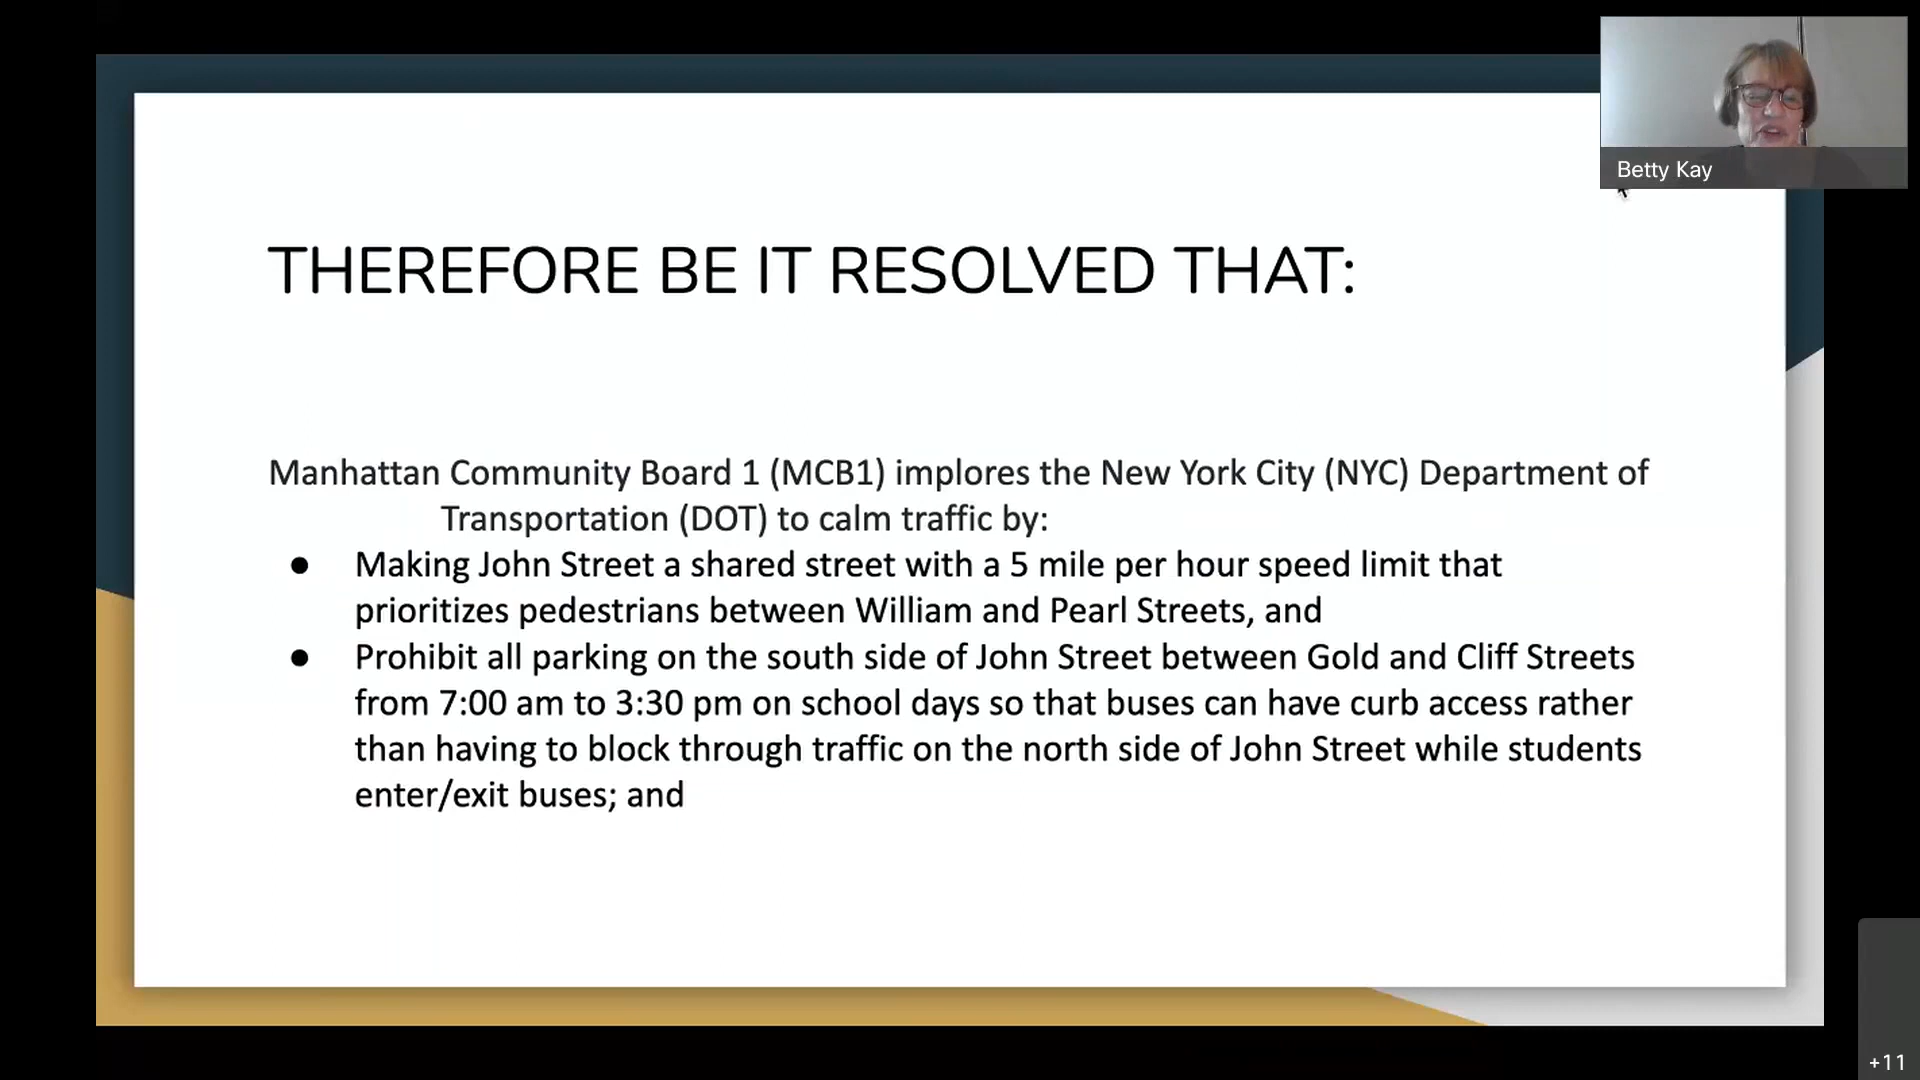 Betty Kay
THEREFORE BE IT RESOLVED THAT:
Manhattan Community Board 1 (MCB1) implores the New York City (NYC) Department of
Transportation (DOT) to calm traffic by:
● Making John Street a shared street with a 5 mile per hour speed limit that
prioritizes pedestrians between William and Pearl Streets, and
● Prohibit all parking on the south side of John Street between Gold and Cliff Streets
from 7:00 am to 3:30 pm on school days so that buses can have curb access rather
than having to block through traffic on the north side of John Street while students
enter/exit buses; and
+11